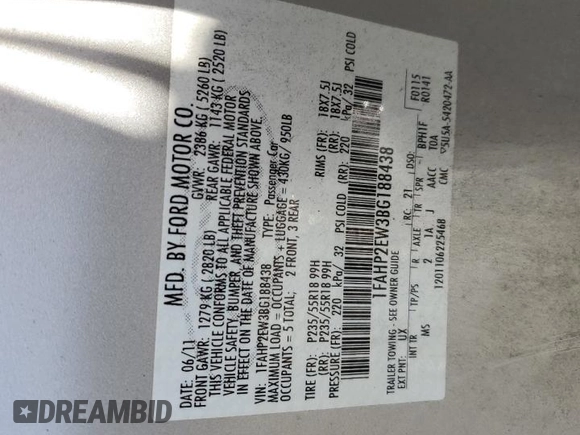 MFD. BY FORD MOTOR CO.
DATE: 06/11 GVWR: 2386 KG ( 5260 LB)
FRONT GAWR: 1279 KG ( 2820 LB) REAR GAWR: 1143 KG ( 2520 LB)
THIS VEHICLE CONFORMS TO ALL APPLICABLE FEDERAL MOTOR
VEHICLE SAFETY, BUMPER, AND THEFT PREVENTION STANDARDS
IN EFFECT ON THE DATE OF MANUFACTURE SHOWN ABOVE.
VIN: 1FAHP2EW3BG188438 TYPE: Passenger Car
MAXIMUM LOAD = OCCUPANTS + LUGGAGE = 430KG/ 950LB
OCCUPANTS = 5 TOTAL; 2 FRONT, 3 REAR
TIRE (FR): P235/55R18 99H RIMS (FR): 18X7.5J
(RR): P235/55R18 99H (RR): 18X7.5J
PRESSURE (FR): 220 kPa/ 32 PSI COLD (RR): 220 kPa/ 32 PSI COLD
1FAHP2EW3BG188438
F0115
R0141
TRAILER TOWING - SEE OWNER GUIDE
EXT PNT: UX RC: 21 DSO:
INT TR TP/PS R AXLE TR SPR BPH1F
MS 2 1A J AACC TOA
1201106225468 CMC SU5A-5420472-AA
DREAMBID